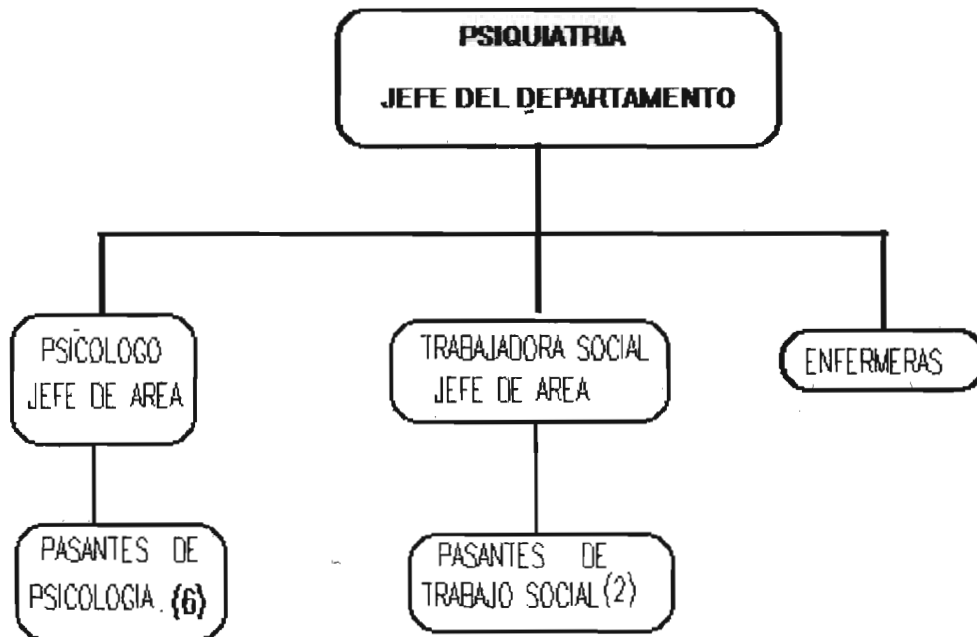 PSIQUIATRIA
JEFE DEL DEPARTAMENTO
PSICOLOGO
JEFE DE AREA
TRABAJADORA SOCIAL
JEFE DE AREA
ENFERMERAS
PASANTES DE
PSICOLOGIA. (6)
PASANTES DE
TRABAJO SOCIAL (2)